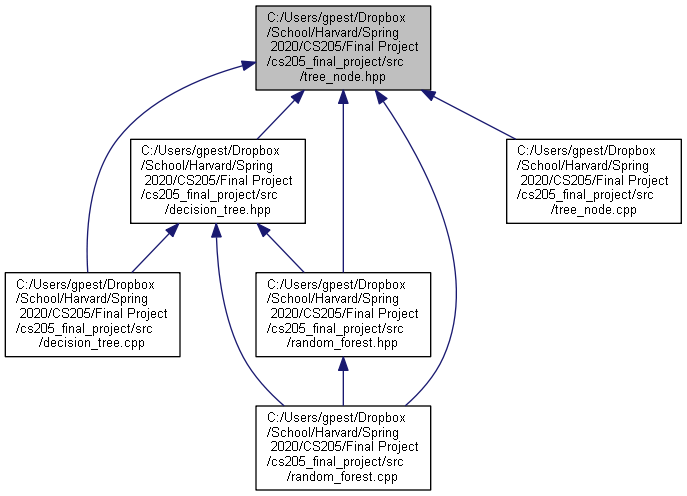 C:/Users/gpest/Dropbox
/School/Harvard/Spring
2020/CS205/Final Project
/cs205_final_project/src
/tree_node.hpp
C:/Users/gpest/Dropbox
/School/Harvard/Spring
2020/CS205/Final Project
/cs205_final_project/src
/decision_tree.hpp
C:/Users/gpest/Dropbox
/School/Harvard/Spring
2020/CS205/Final Project
/cs205_final_project/src
/tree_node.cpp
C:/Users/gpest/Dropbox
/School/Harvard/Spring
2020/CS205/Final Project
/cs205_final_project/src
/decision_tree.cpp
C:/Users/gpest/Dropbox
/School/Harvard/Spring
2020/CS205/Final Project
/cs205_final_project/src
/random_forest.hpp
C:/Users/gpest/Dropbox
/School/Harvard/Spring
2020/CS205/Final Project
/cs205_final_project/src
/random_forest.cpp